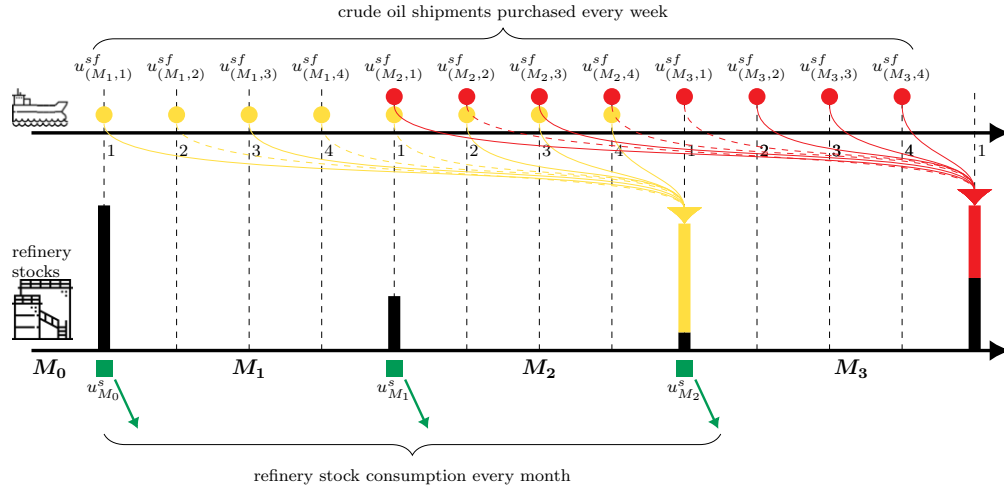 crude oil shipments purchased every week
u^{sf}_{(M_1,1)} u^{sf}_{(M_1,2)} u^{sf}_{(M_1,3)} u^{sf}_{(M_1,4)} u^{sf}_{(M_2,1)} u^{sf}_{(M_2,2)} u^{sf}_{(M_2,3)} u^{sf}_{(M_2,4)} u^{sf}_{(M_3,1)} u^{sf}_{(M_3,2)} u^{sf}_{(M_3,3)} u^{sf}_{(M_3,4)}
1 2 3 4 1 2 3 4 1 2 3 4 1
refinery
stocks
M_0 M_1 M_2 M_3
u^s_{M_0} u^s_{M_1} u^s_{M_2}
refinery stock consumption every month